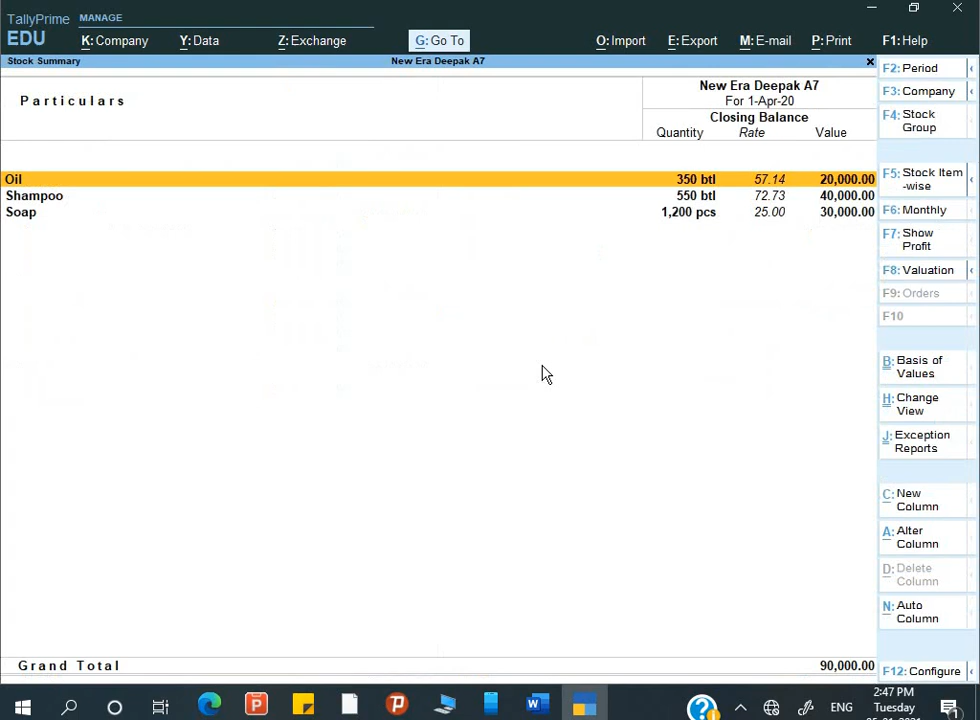 TallyPrime MANAGE
EDU K: Company Y: Data Z: Exchange G: Go To O: Import E: Export M: E-mail P: Print F1: Help
Stock Summary New Era Deepak A7
Particulars
New Era Deepak A7
For 1-Apr-20
Closing Balance
Quantity Rate Value
Oil 350 btl 57.14 20,000.00
Shampoo 550 btl 72.73 40,000.00
Soap 1,200 pcs 25.00 30,000.00
Grand Total 90,000.00
F2: Period
F3: Company
F4: Stock
Group
F5: Stock Item
-wise
F6: Monthly
F7: Show
Profit
F8: Valuation
F9: Orders
F10
B: Basis of
Values
H: Change
View
J: Exception
Reports
C: New
Column
A: Alter
Column
D: Delete
Column
N: Auto
Column
F12: Configure
ENG
2:47 PM
Tuesday